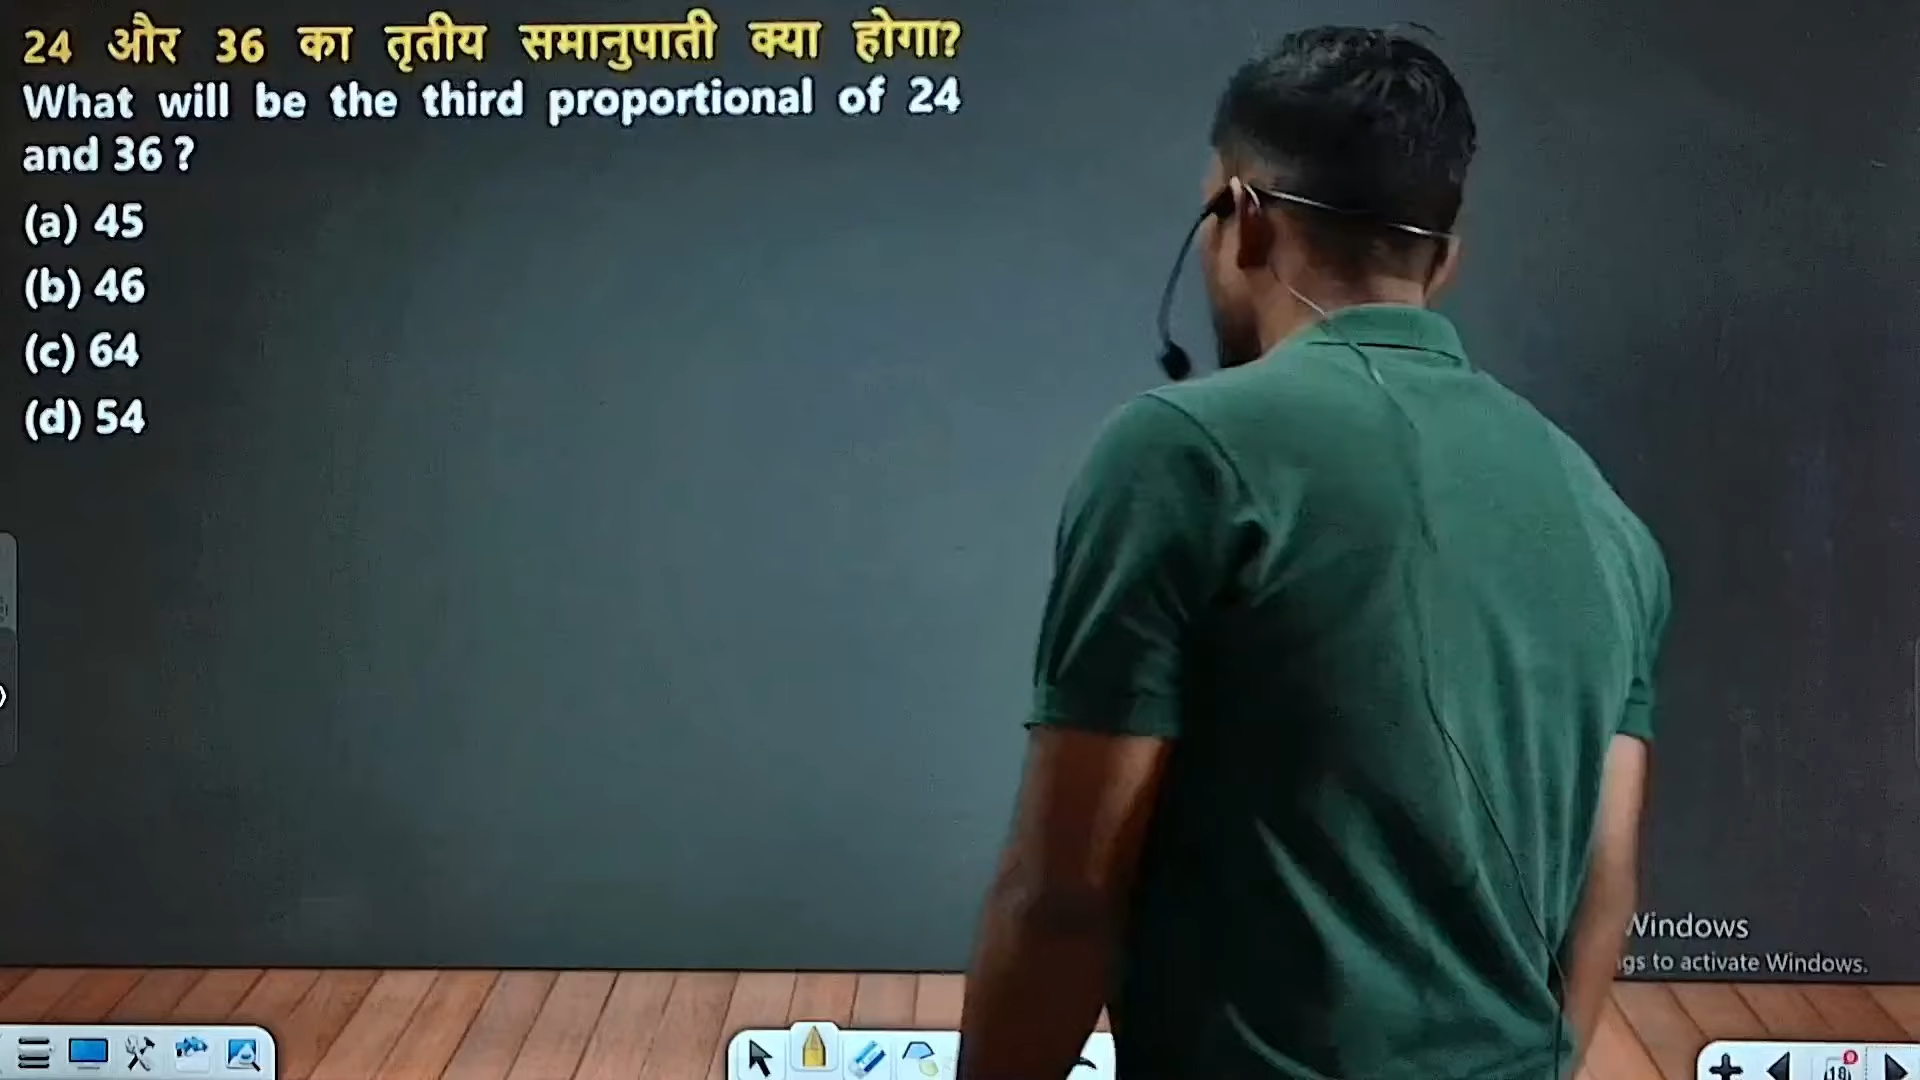 24 और 36 का तृतीय समानुपाती क्या होगा?
What will be the third proportional of 24
and 36 ?
(a) 45
(b) 46
(c) 64
(d) 54
Windows
to activate Windows.